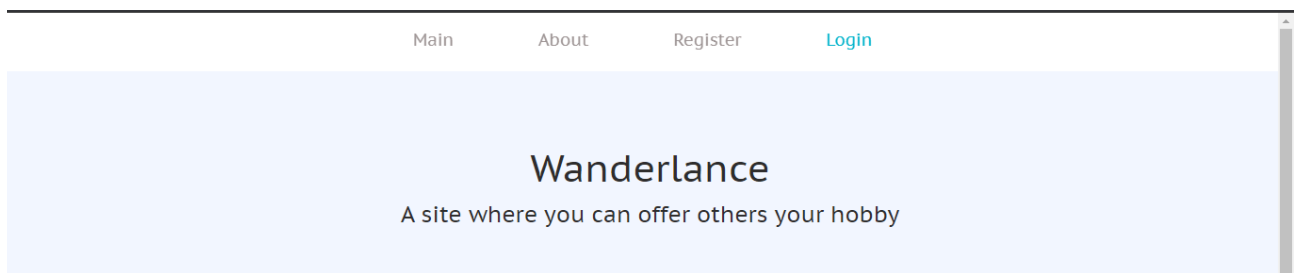 Main About Register Login
Wanderlance
A site where you can offer others your hobby